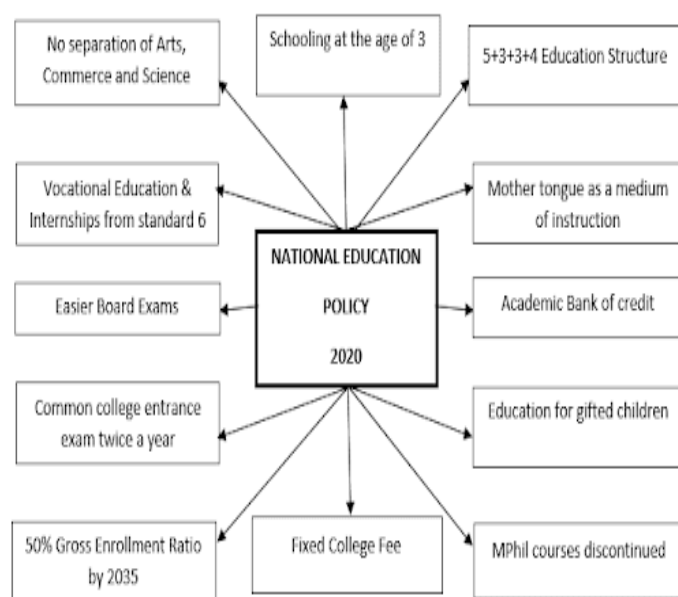 No separation of Arts,
Commerce and Science
Schooling at the age of 3
5+3+3+4 Education Structure
Vocational Education &
Internships from standard 6
Mother tongue as a medium
of instruction
NATIONAL EDUCATION
POLICY
2020
Easier Board Exams
Academic Bank of credit
Common college entrance
exam twice a year
Education for gifted children
50% Gross Enrollment Ratio
by 2035
Fixed College Fee
MPhil courses discontinued